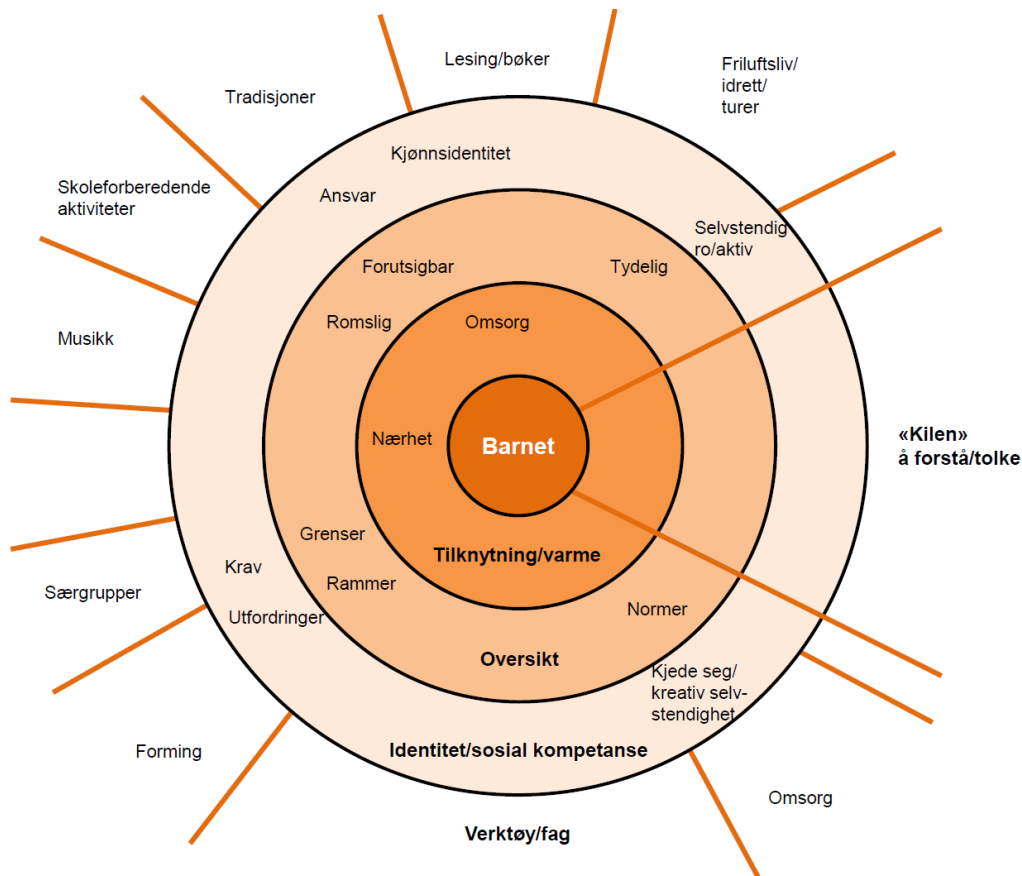 Lesing/bøker
Friluftsliv/
idrett/
turer
Tradisjoner
Kjønnsidentitet
Skoleforberedende
aktiviteter
Ansvar
Selvstendig
ro/aktiv
Forutsigbar
Tydelig
Romslig
Omsorg
Musikk
Nærhet
Barnet
«Kilen»
å forstå/tolke
Grenser
Tilknytning/varme
Krav
Rammer
Særgrupper
Utfordringer
Normer
Oversikt
Kjede seg/
kreativ selv-
stendighet
Forming
Identitet/sosial kompetanse
Omsorg
Verktøy/fag